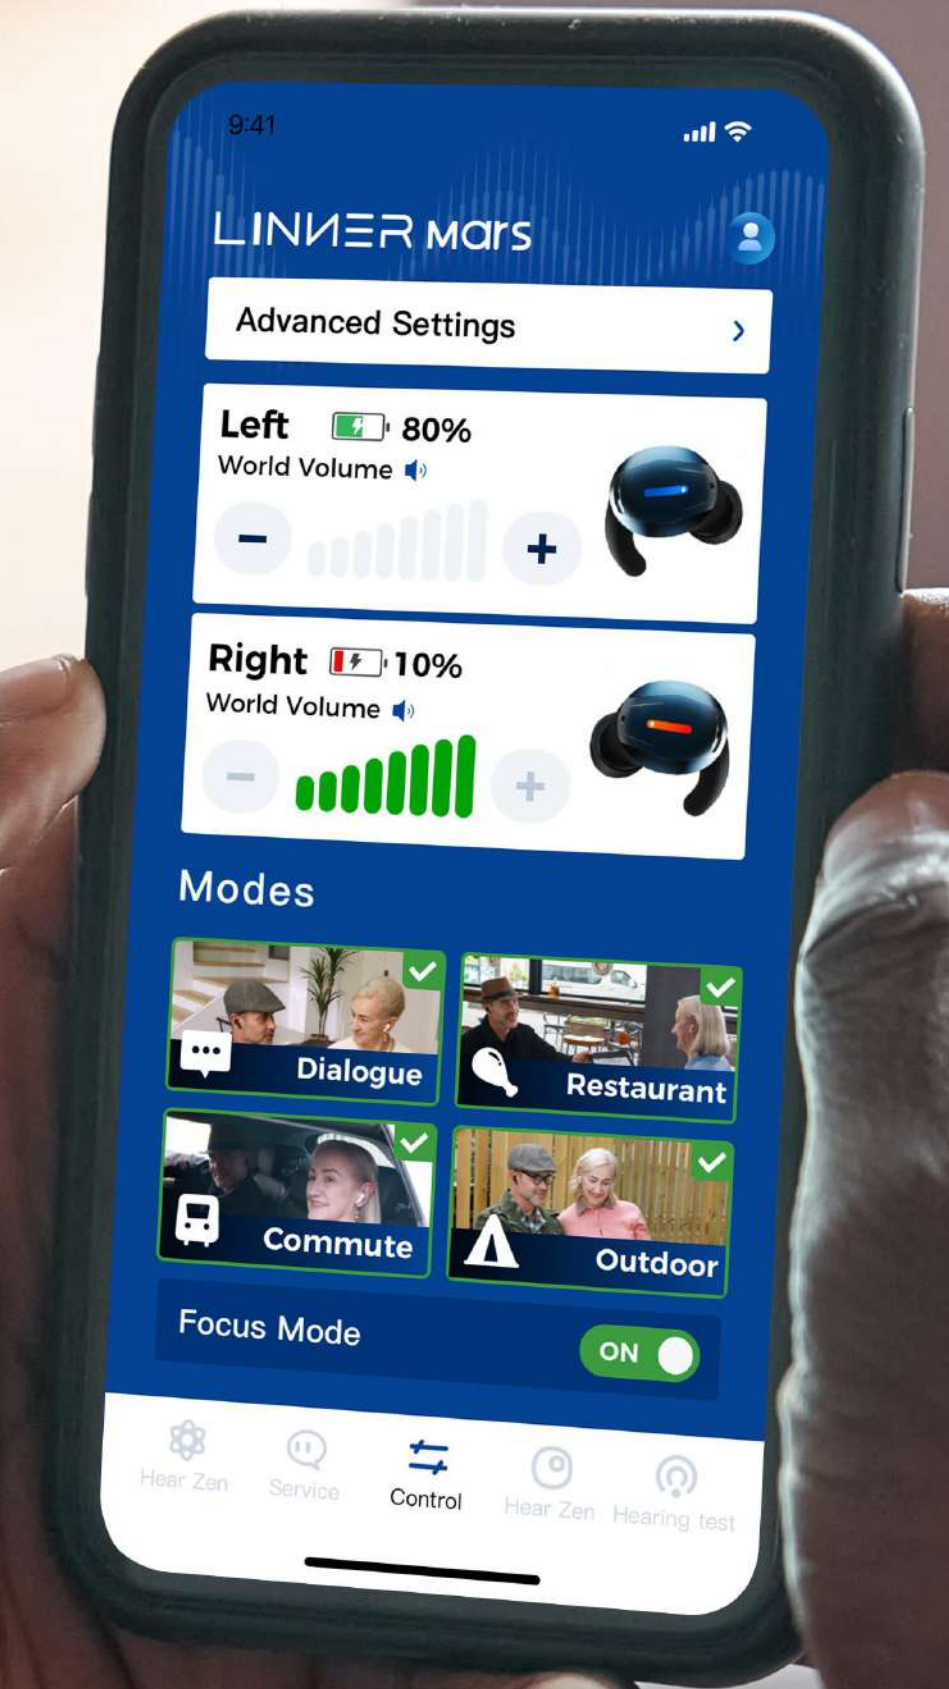 9:41
LINNER Mars
Advanced Settings
Left 80%
World Volume
Right 10%
World Volume
Modes
Dialogue
Restaurant
Commute
Outdoor
Focus Mode
ON
Hear Zen
Service
Control
Hear Zen
Hearing test